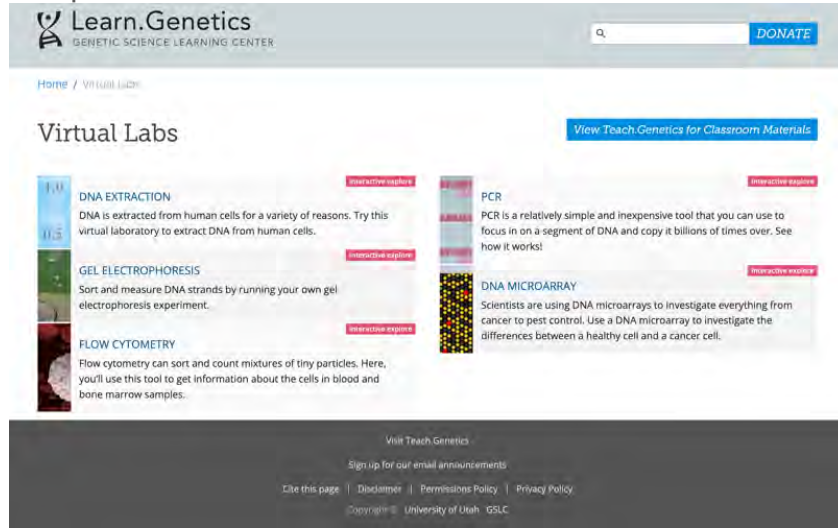 Learn.Genetics
GENETIC SCIENCE LEARNING CENTER
DONATE
Home / Virtual Labs
Virtual Labs
View Teach.Genetics for Classroom Materials
1.0
0.5
interactive explore
DNA EXTRACTION
DNA is extracted from human cells for a variety of reasons. Try this
virtual laboratory to extract DNA from human cells.
interactive explore
GEL ELECTROPHORESIS
Sort and measure DNA strands by running your own gel
electrophoresis experiment.
interactive explore
FLOW CYTOMETRY
Flow cytometry can sort and count mixtures of tiny particles. Here,
you'll use this tool to get information about the cells in blood and
bone marrow samples.
interactive explore
PCR
PCR is a relatively simple and inexpensive tool that you can use to
focus in on a segment of DNA and copy it billions of times over. See
how it works!
interactive explore
DNA MICROARRAY
Scientists are using DNA microarrays to investigate everything from
cancer to pest control. Use a DNA microarray to investigate the
differences between a healthy cell and a cancer cell.
Visit Teach.Genetics
Sign up for our email announcements
Cite this page | Disclaimer | Permissions Policy | Privacy Policy
Copyright © University of Utah GSLC